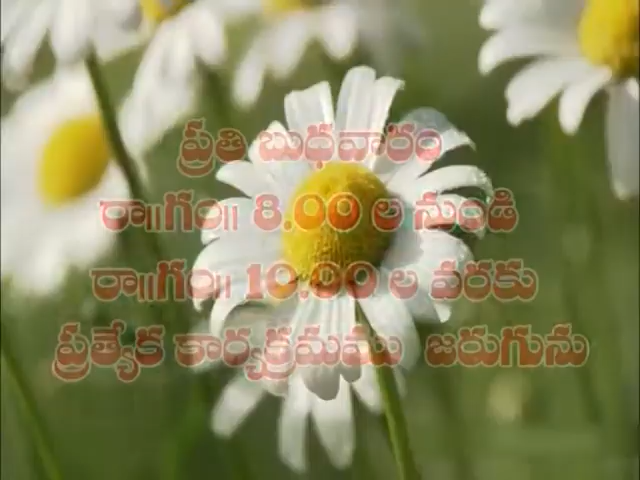 ప్రతి బుధవారం
రా॥గం॥ 8.00 ల నుండి
రా॥గం॥ 10.00 ల వరకు
ప్రత్యేక కార్యక్రమములు జరుగును